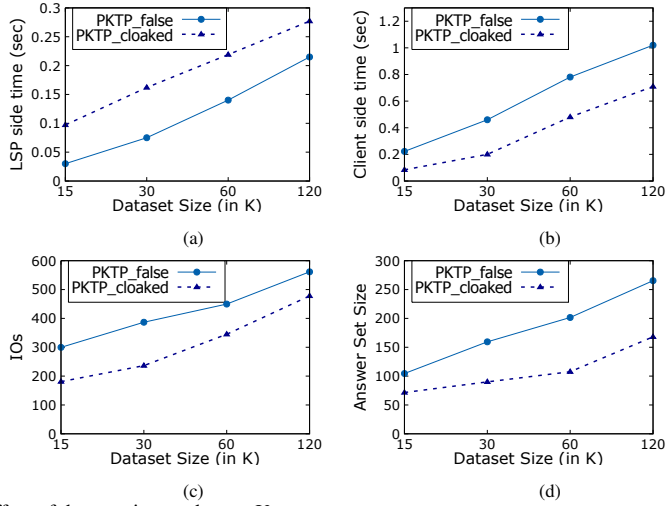 LSP side time (sec)
0.3
0.25
0.2
0.15
0.1
0.05
0
PKTP_false
PKTP_cloaked
15 30 60 120
Dataset Size (in K)
(a)
Client side time (sec)
1.2
1
0.8
0.6
0.4
0.2
0
PKTP_false
PKTP_cloaked
15 30 60 120
Dataset Size (in K)
(b)
IOs
600
500
400
300
200
100
0
PKTP_false
PKTP_cloaked
15 30 60 120
Dataset Size (in K)
(c)
Answer Set Size
300
250
200
150
100
50
0
PKTP_false
PKTP_cloaked
15 30 60 120
Dataset Size (in K)
(d)